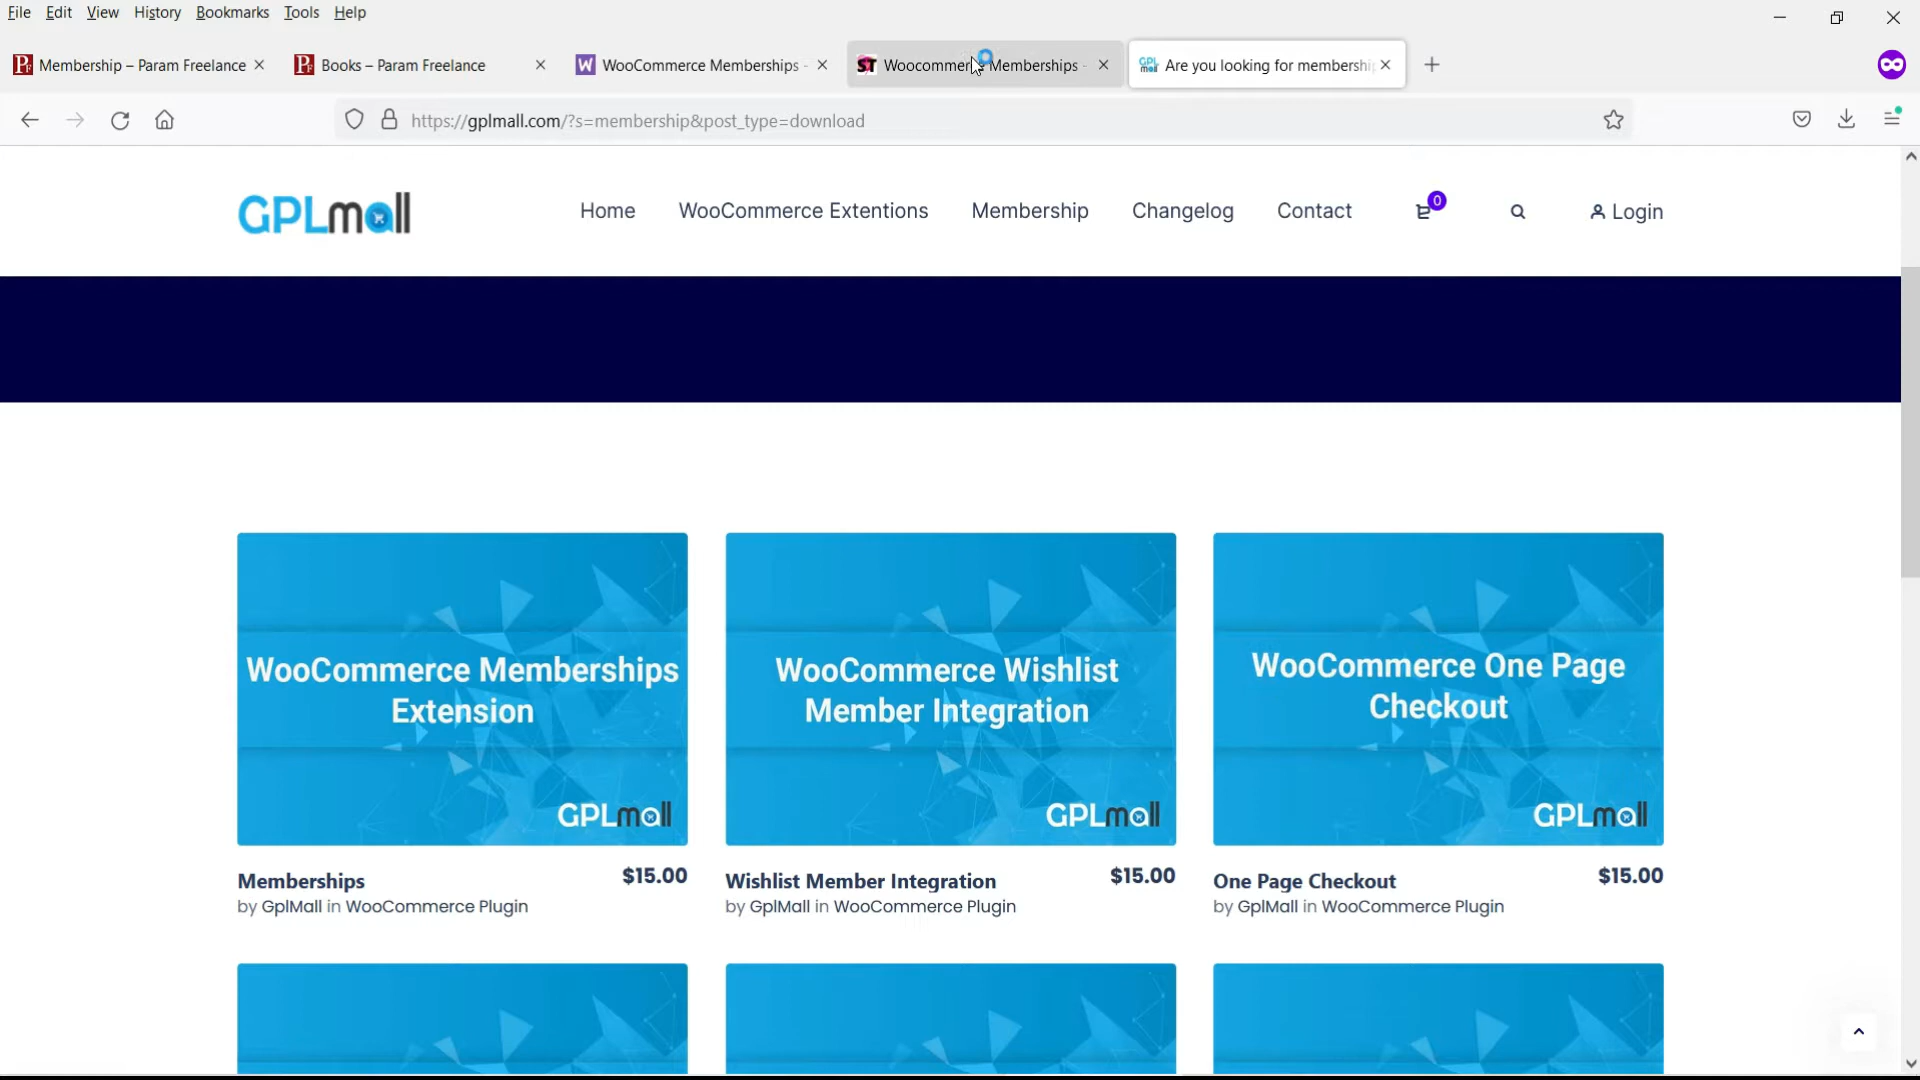 File Edit View History Bookmarks Tools Help
Membership – Param Freelance
Books – Param Freelance
WooCommerce Memberships -
Woocommerce Memberships -
Are you looking for membership
https://gplmall.com/?s=membership&post_type=download
GPLmall
Home
WooCommerce Extentions
Membership
Changelog
Contact
0
Login
WooCommerce Memberships
Extension
GPLmall
WooCommerce Wishlist
Member Integration
GPLmall
WooCommerce One Page
Checkout
GPLmall
Memberships $15.00
by GplMall in WooCommerce Plugin
Wishlist Member Integration $15.00
by GplMall in WooCommerce Plugin
One Page Checkout $15.00
by GplMall in WooCommerce Plugin